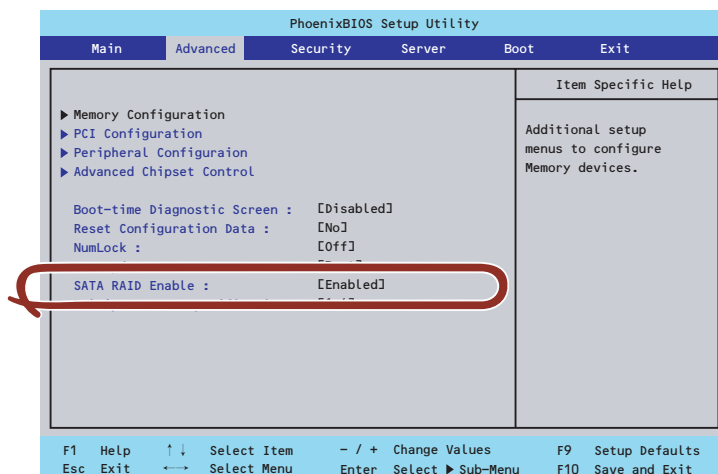 PhoenixBIOS Setup Utility
Main Advanced Security Server Boot Exit
Item Specific Help
▶ Memory Configuration
▶ PCI Configuration
▶ Peripheral Configuraion
▶ Advanced Chipset Control
Additional setup
menus to configure
Memory devices.
Boot-time Diagnostic Screen : [Disabled]
Reset Configuration Data : [No]
NumLock : [Off]
SATA RAID Enable : [Enabled]
F1 Help ↑↓ Select Item - / + Change Values F9 Setup Defaults
Esc Exit ←→ Select Menu Enter Select ▶ Sub-Menu F10 Save and Exit